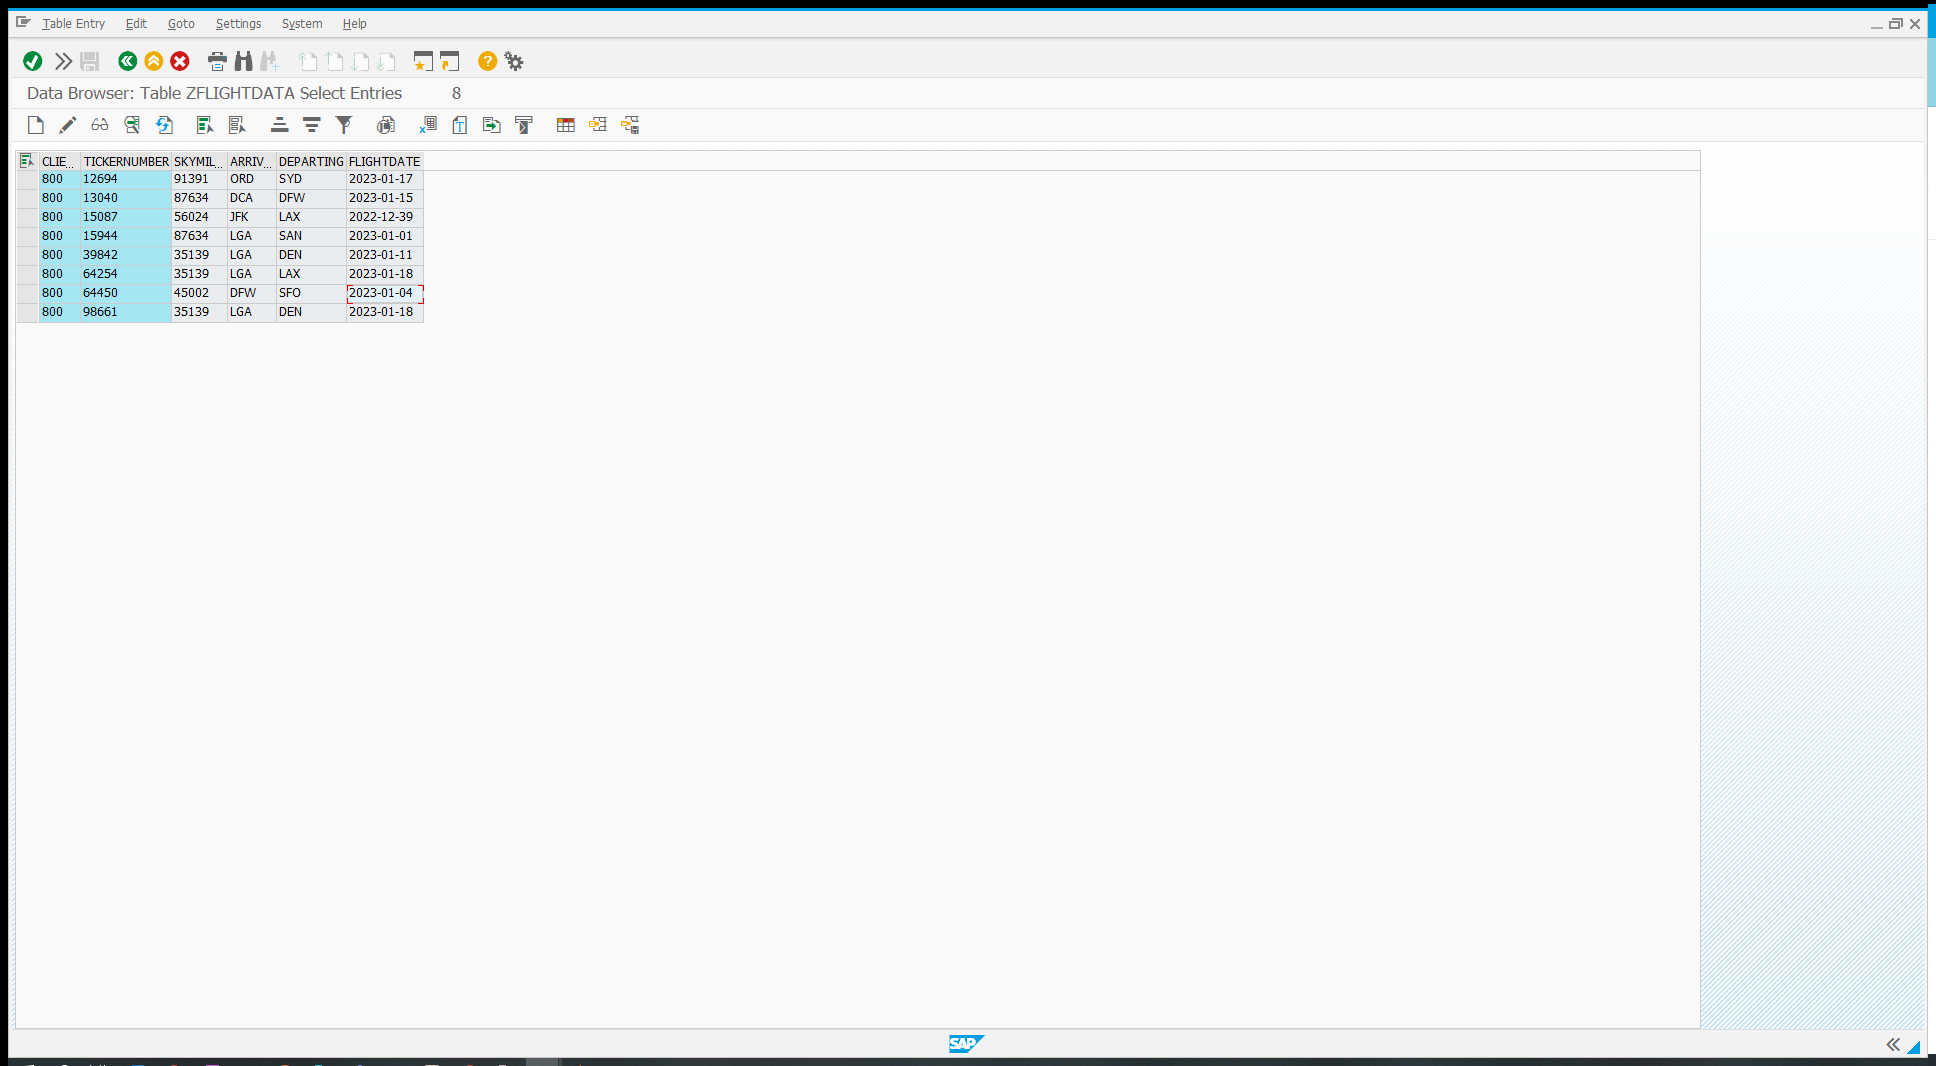 Table Entry Edit Goto Settings System Help
Data Browser: Table ZFLIGHTDATA Select Entries 8
CLIE... TICKERNUMBER SKYMIL... ARRIV... DEPARTING FLIGHTDATE
800 12694 91391 ORD SYD 2023-01-17
800 13040 87634 DCA DFW 2023-01-15
800 15087 56024 JFK LAX 2022-12-39
800 15944 87634 LGA SAN 2023-01-01
800 39842 35139 LGA DEN 2023-01-11
800 64254 35139 LGA LAX 2023-01-18
800 64450 45002 DFW SFO 2023-01-04
800 98661 35139 LGA DEN 2023-01-18
SAP